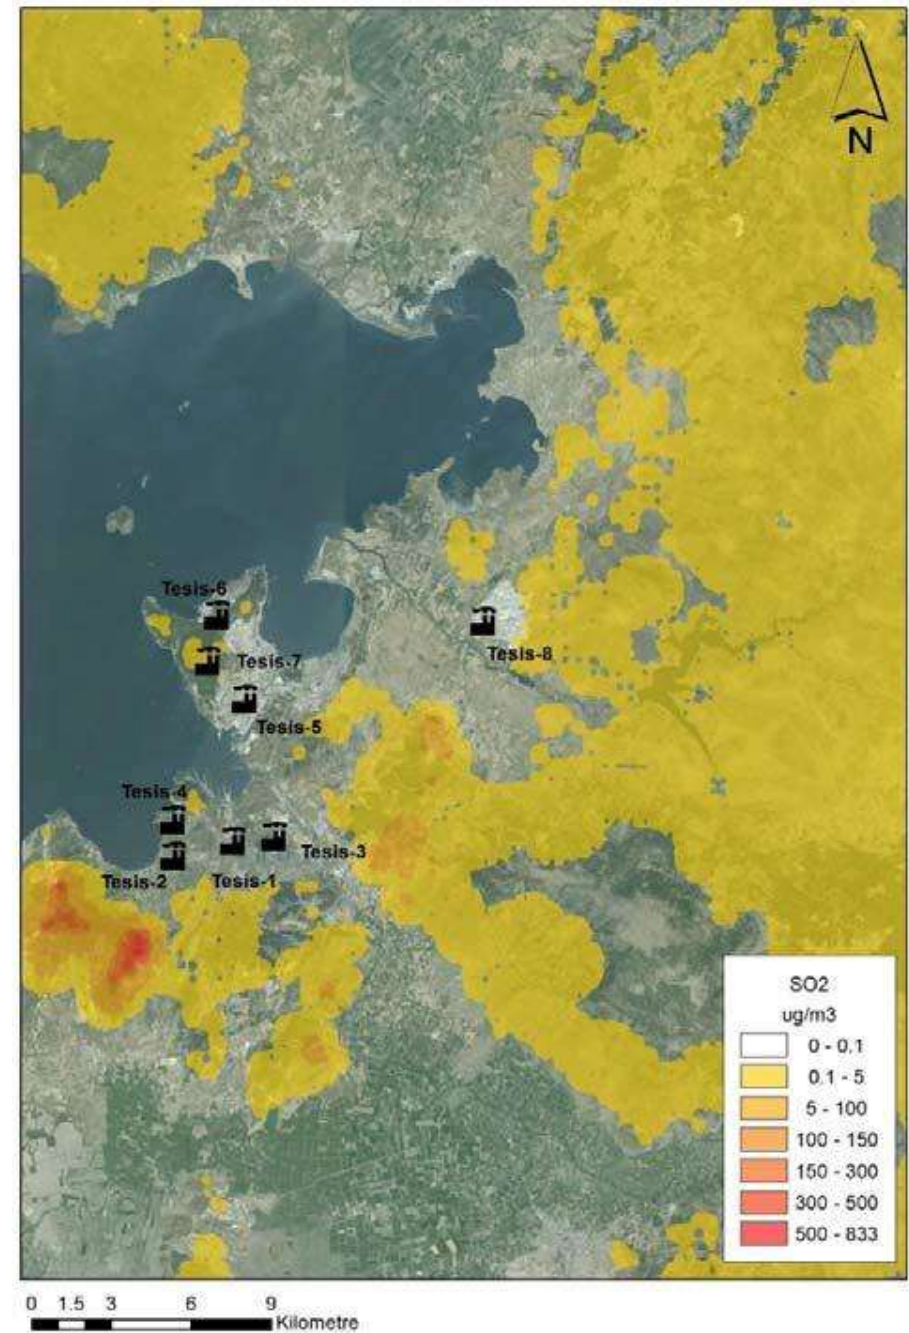 N
Tesis-6
Tesis-7
Tesis-8
Tesis-5
Tesis-4
Tesis-3
Tesis-2
Tesis-1
SO2
ug/m3
0 - 0.1
0.1 - 5
5 - 100
100 - 150
150 - 300
300 - 500
500 - 833
0 1.5 3 6 9
Kilometre